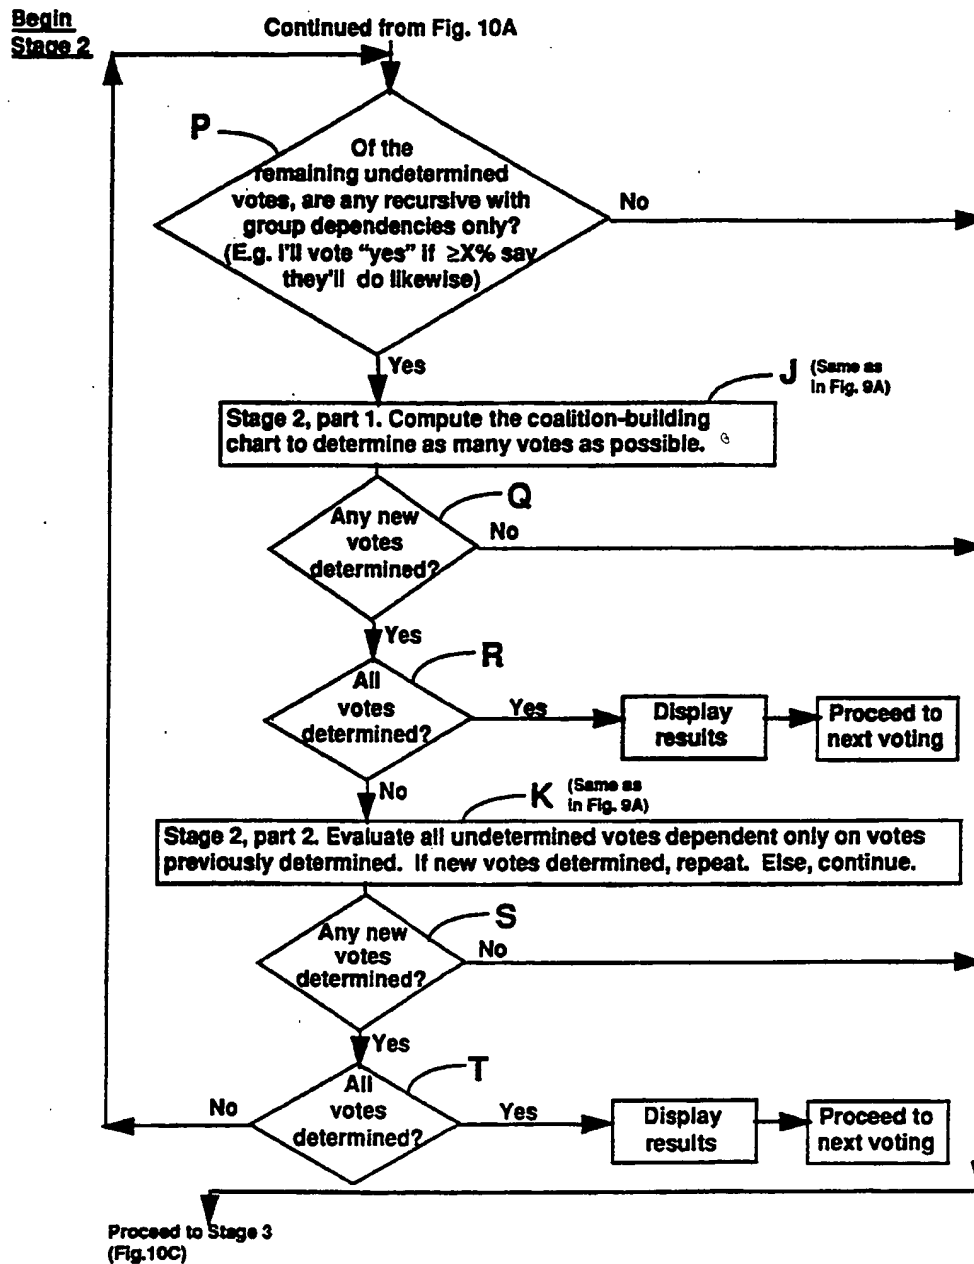 Begin
Stage 2
Continued from Fig. 10A
P
Of the
remaining undetermined
votes, are any recursive with
group dependencies only?
(E.g. I'll vote "yes" if ≥X% say
they'll do likewise)
No
Yes
J (Same as
in Fig. 9A)
Stage 2, part 1. Compute the coalition-building
chart to determine as many votes as possible.
Q
Any new
votes
determined?
No
Yes
R
All
votes
determined?
Yes
Display
results
Proceed to
next voting
No
K (Same as
in Fig. 9A)
Stage 2, part 2. Evaluate all undetermined votes dependent only on votes
previously determined. If new votes determined, repeat. Else, continue.
S
Any new
votes
determined?
No
Yes
T
All
votes
determined?
No
Yes
Display
results
Proceed to
next voting
Proceed to Stage 3
(Fig.10C)